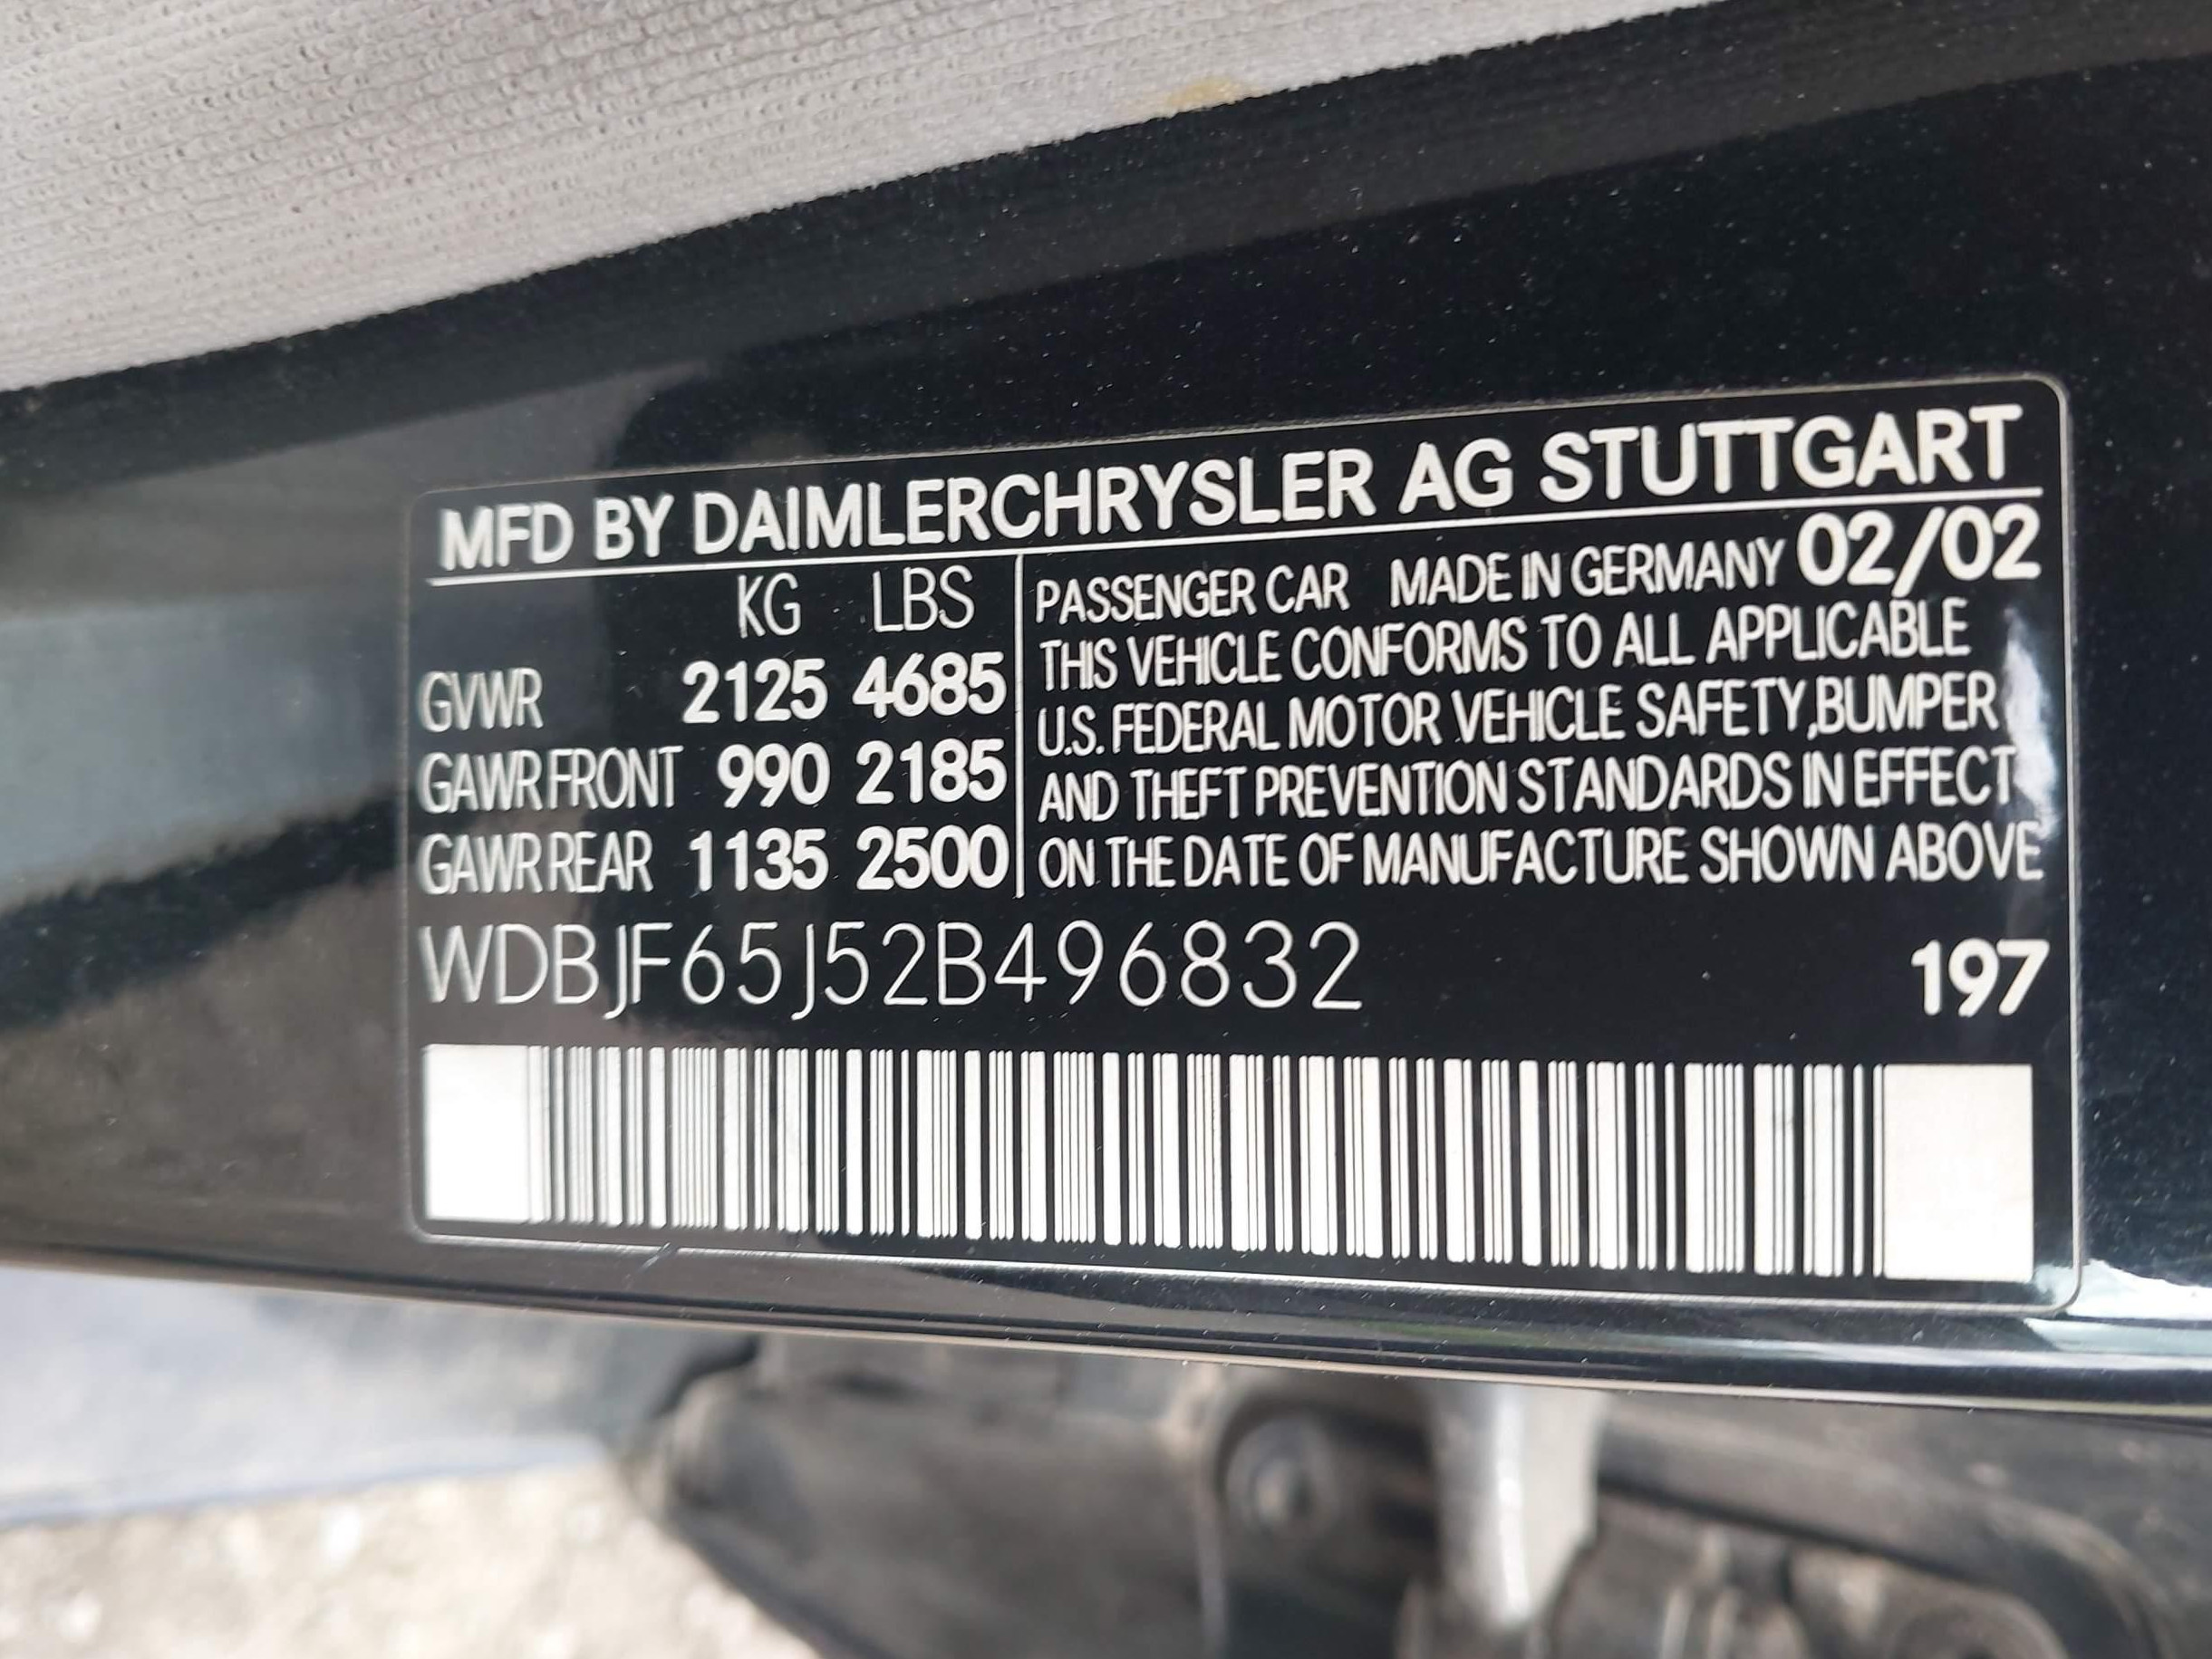 MFD BY DAIMLERCHRYSLER AG STUTTGART
KG LBS
GVWR 2125 4685
GAWR FRONT 990 2185
GAWR REAR 1135 2500
PASSENGER CAR MADE IN GERMANY 02/02
THIS VEHICLE CONFORMS TO ALL APPLICABLE
U.S. FEDERAL MOTOR VEHICLE SAFETY,BUMPER
AND THEFT PREVENTION STANDARDS IN EFFECT
ON THE DATE OF MANUFACTURE SHOWN ABOVE
WDBJF65J52B496832 197